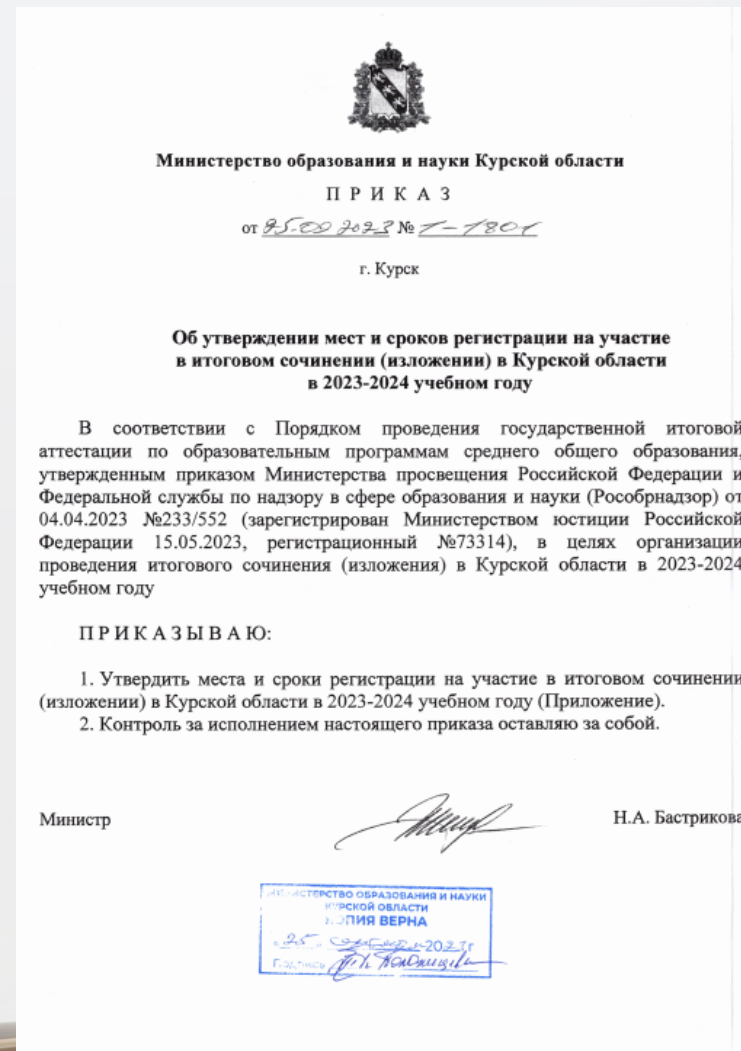 Министерство образования и науки Курской области
П Р И К А З
от 25.09 2023 № 1-1801
г. Курск
Об утверждении мест и сроков регистрации на участие
в итоговом сочинении (изложении) в Курской области
в 2023-2024 учебном году
В соответствии с Порядком проведения государственной итоговой
аттестации по образовательным программам среднего общего образования,
утвержденным приказом Министерства просвещения Российской Федерации и
Федеральной службы по надзору в сфере образования и науки (Рособрнадзор) от
04.04.2023 №233/552 (зарегистрирован Министерством юстиции Российской
Федерации 15.05.2023, регистрационный №73314), в целях организации
проведения итогового сочинения (изложения) в Курской области в 2023-2024
учебном году
П Р И К А З Ы В А Ю:
1. Утвердить места и сроки регистрации на участие в итоговом сочинении
(изложении) в Курской области в 2023-2024 учебном году (Приложение).
2. Контроль за исполнением настоящего приказа оставляю за собой.
Министр Н.А. Бастрикова
МИНИСТЕРСТВО ОБРАЗОВАНИЯ И НАУКИ
КУРСКОЙ ОБЛАСТИ
КОПИЯ ВЕРНА
«25» сентября 2023г
Подпись